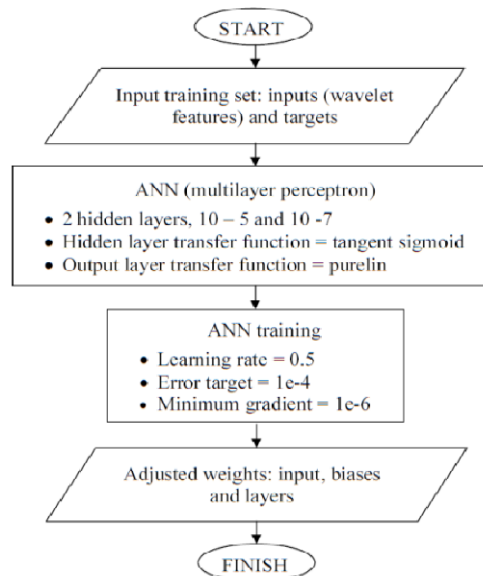 START
Input training set: inputs (wavelet
features) and targets
ANN (multilayer perceptron)
• 2 hidden layers, 10 – 5 and 10 -7
• Hidden layer transfer function = tangent sigmoid
• Output layer transfer function = purelin
ANN training
• Learning rate = 0.5
• Error target = 1e-4
• Minimum gradient = 1e-6
Adjusted weights: input, biases
and layers
FINISH